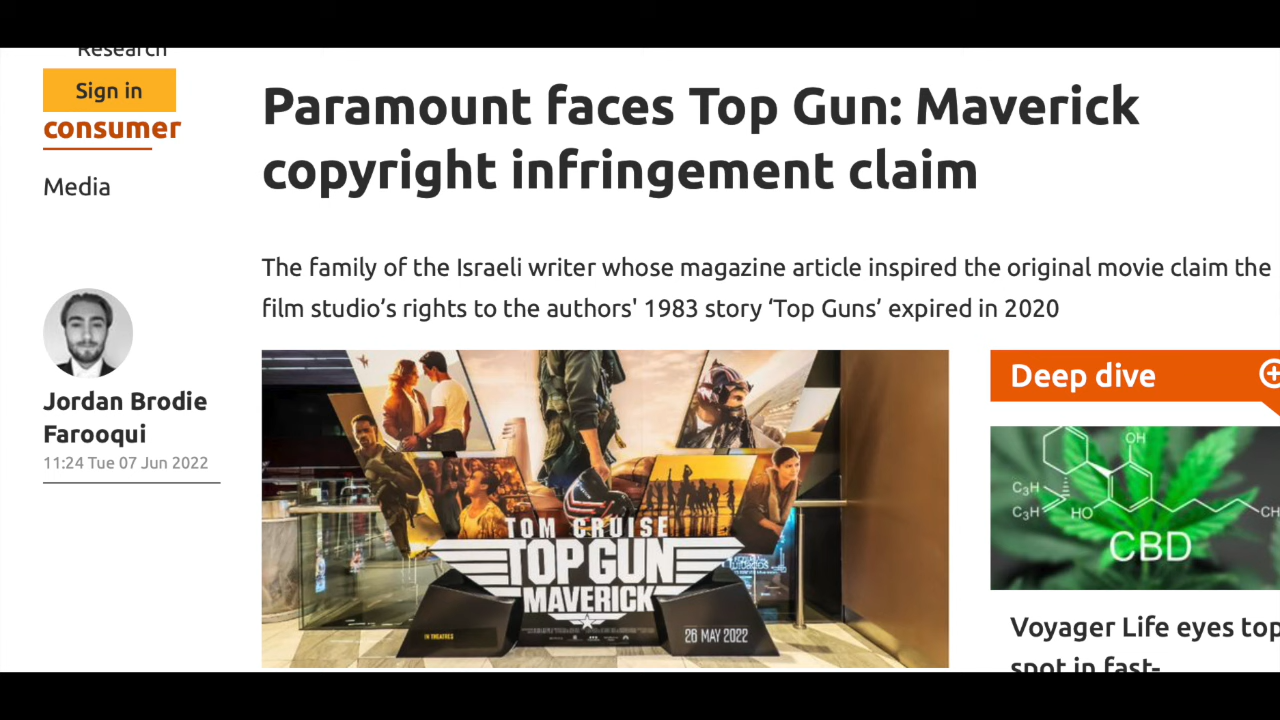 Research
Sign in
consumer
Media
Paramount faces Top Gun: Maverick
copyright infringement claim
The family of the Israeli writer whose magazine article inspired the original movie claim the
film studio’s rights to the authors' 1983 story ‘Top Guns’ expired in 2020
Jordan Brodie
Farooqui
11:24 Tue 07 Jun 2022
TOM CRUISE
TOP GUN
MAVERICK
IN THEATRES
26 MAY 2022
Deep dive
OH
C₃H
C₃H
HO
CH
CBD
Voyager Life eyes top
spot in fast-